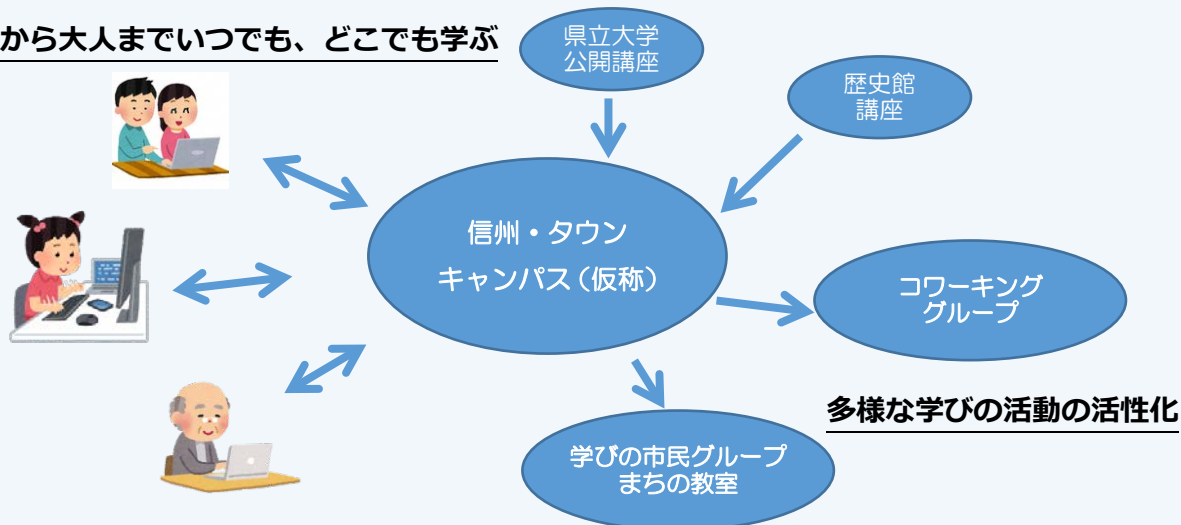 から大人までいつでも、どこでも学ぶ
県立大学
公開講座
歴史館
講座
信州・タウン
キャンパス(仮称)
コワーキング
グループ
多様な学びの活動の活性化
学びの市民グループ
まちの教室